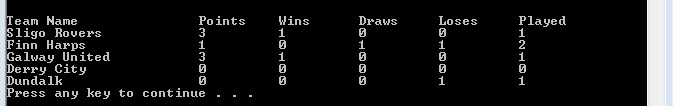 Team Name Points Wins Draws Loses Played
Sligo Rovers 3 1 0 0 1
Finn Harps 1 0 1 1 2
Galway United 3 1 0 0 1
Derry City 0 0 0 0 0
Dundalk 0 0 0 1 1
Press any key to continue . . .